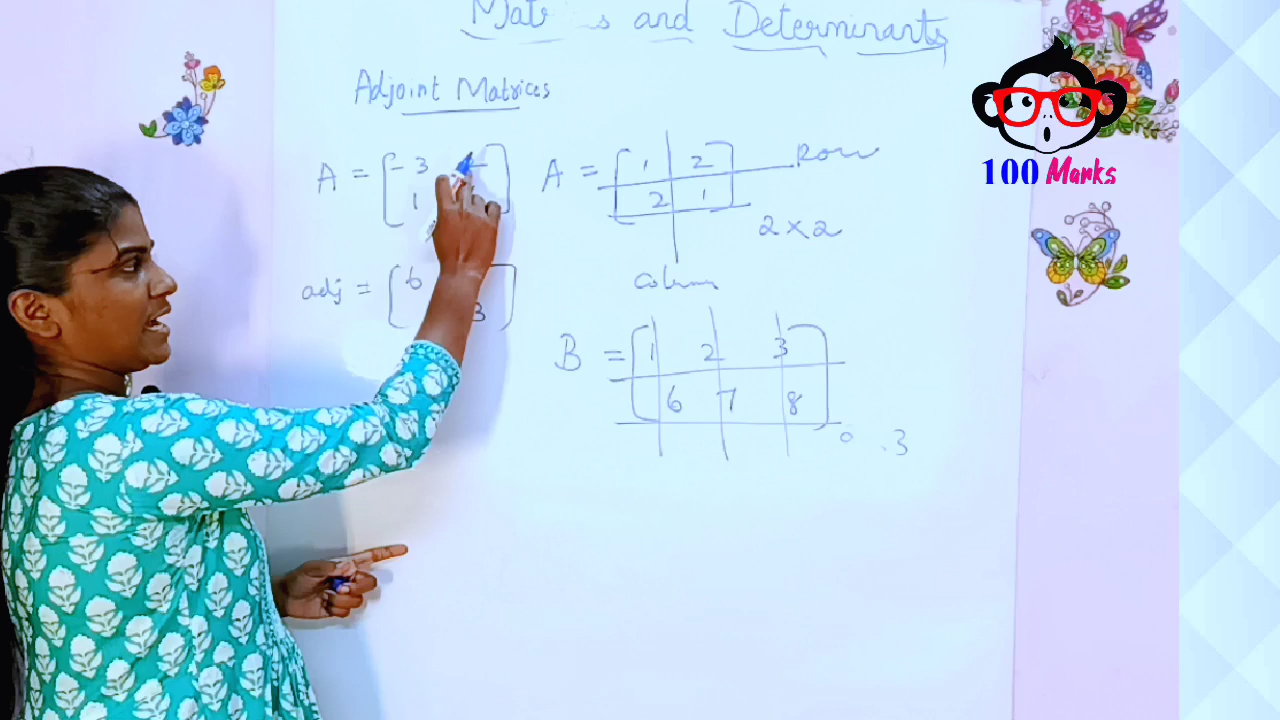 Matrices and Determinants
Adjoint Matrices
A = [ - 3
1 ]
adj = [ 6
3 ]
A = [ 1 2
2 1 ]
Row
2 × 2
column
B = [ 1 2 3
6 7 8 ]
3
100 Marks